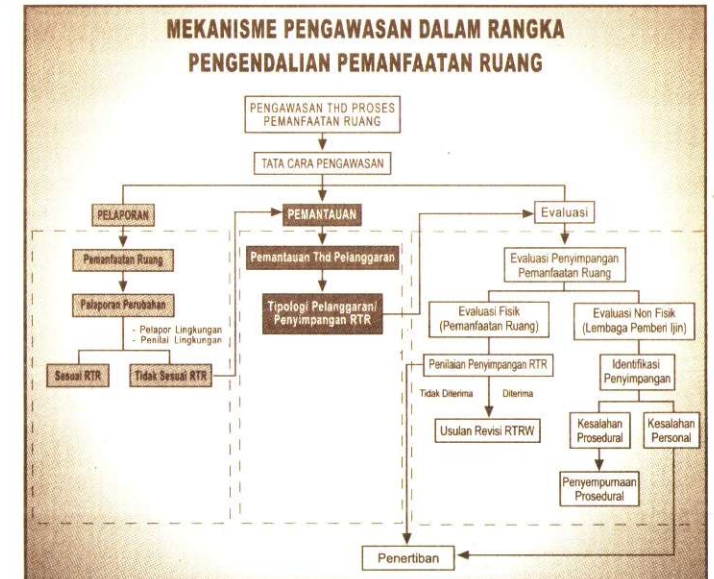 MEKANISME PENGAWASAN DALAM RANGKA
PENGENDALIAN PEMANFAATAN RUANG
PENGAWASAN THD PROSES
PEMANFAATAN RUANG
TATA CARA PENGAWASAN
PELAPORAN
Pemanfaatan Ruang
Palaporan Perubahan
- Pelapor Lingkungan
- Penilai Lingkungan
Sesuai RTR
Tidak Sesuai RTR
PEMANTAUAN
Pemantauan Thd Pelanggaran
Tipologi Pelanggaran/
Penyimpangan RTR
Evaluasi
Evaluasi Penyimpangan
Pemanfaatan Ruang
Evaluasi Fisik
(Pemanfaatan Ruang)
Penilaian Penyimpangan RTR
Tidak Diterima
Diterima
Usulan Revisi RTRW
Evaluasi Non Fisik
(Lembaga Pemberi Ijin)
Identifikasi
Penyimpangan
Kesalahan
Prosedural
Kesalahan
Personal
Penyempurnaan
Prosedural
Penertiban